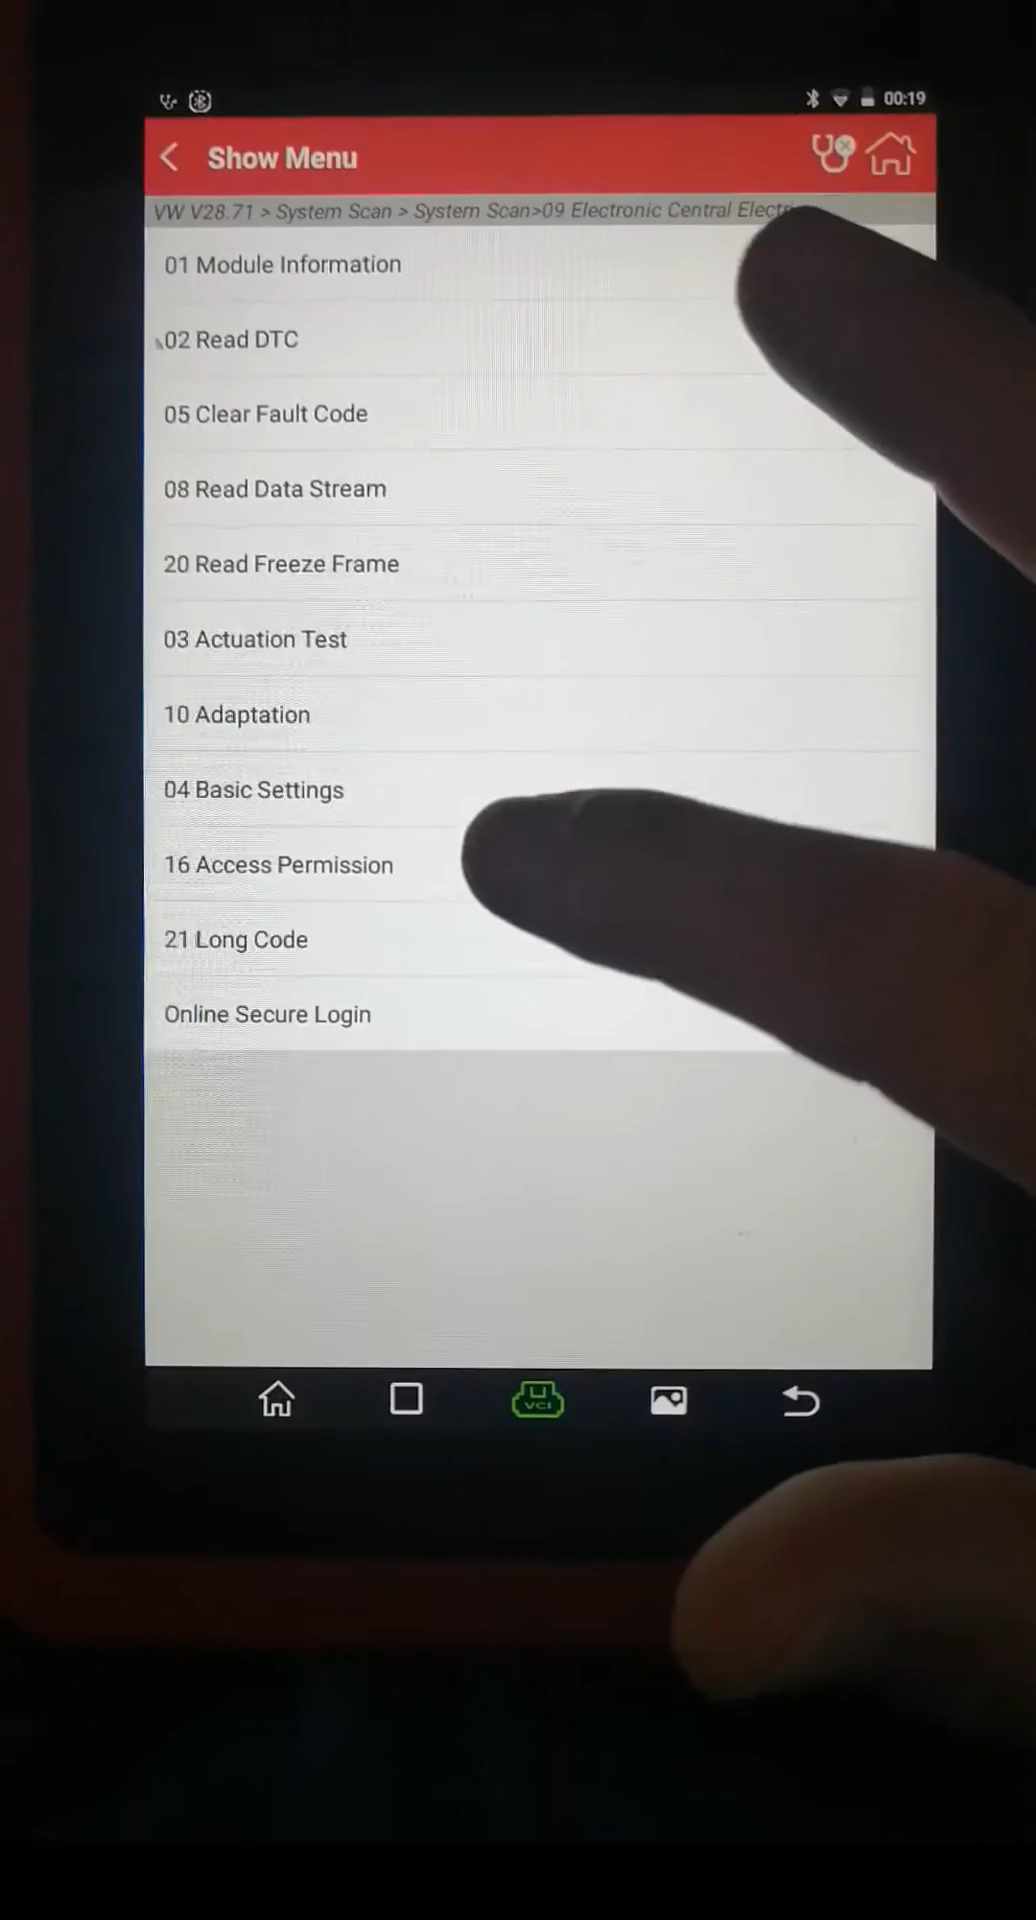 00:19
Show Menu
VW V28.71 > System Scan > System Scan>09 Electronic Central
01 Module Information
02 Read DTC
05 Clear Fault Code
08 Read Data Stream
20 Read Freeze Frame
03 Actuation Test
10 Adaptation
04 Basic Settings
16 Access Permission
21 Long Code
Online Secure Login
VCI